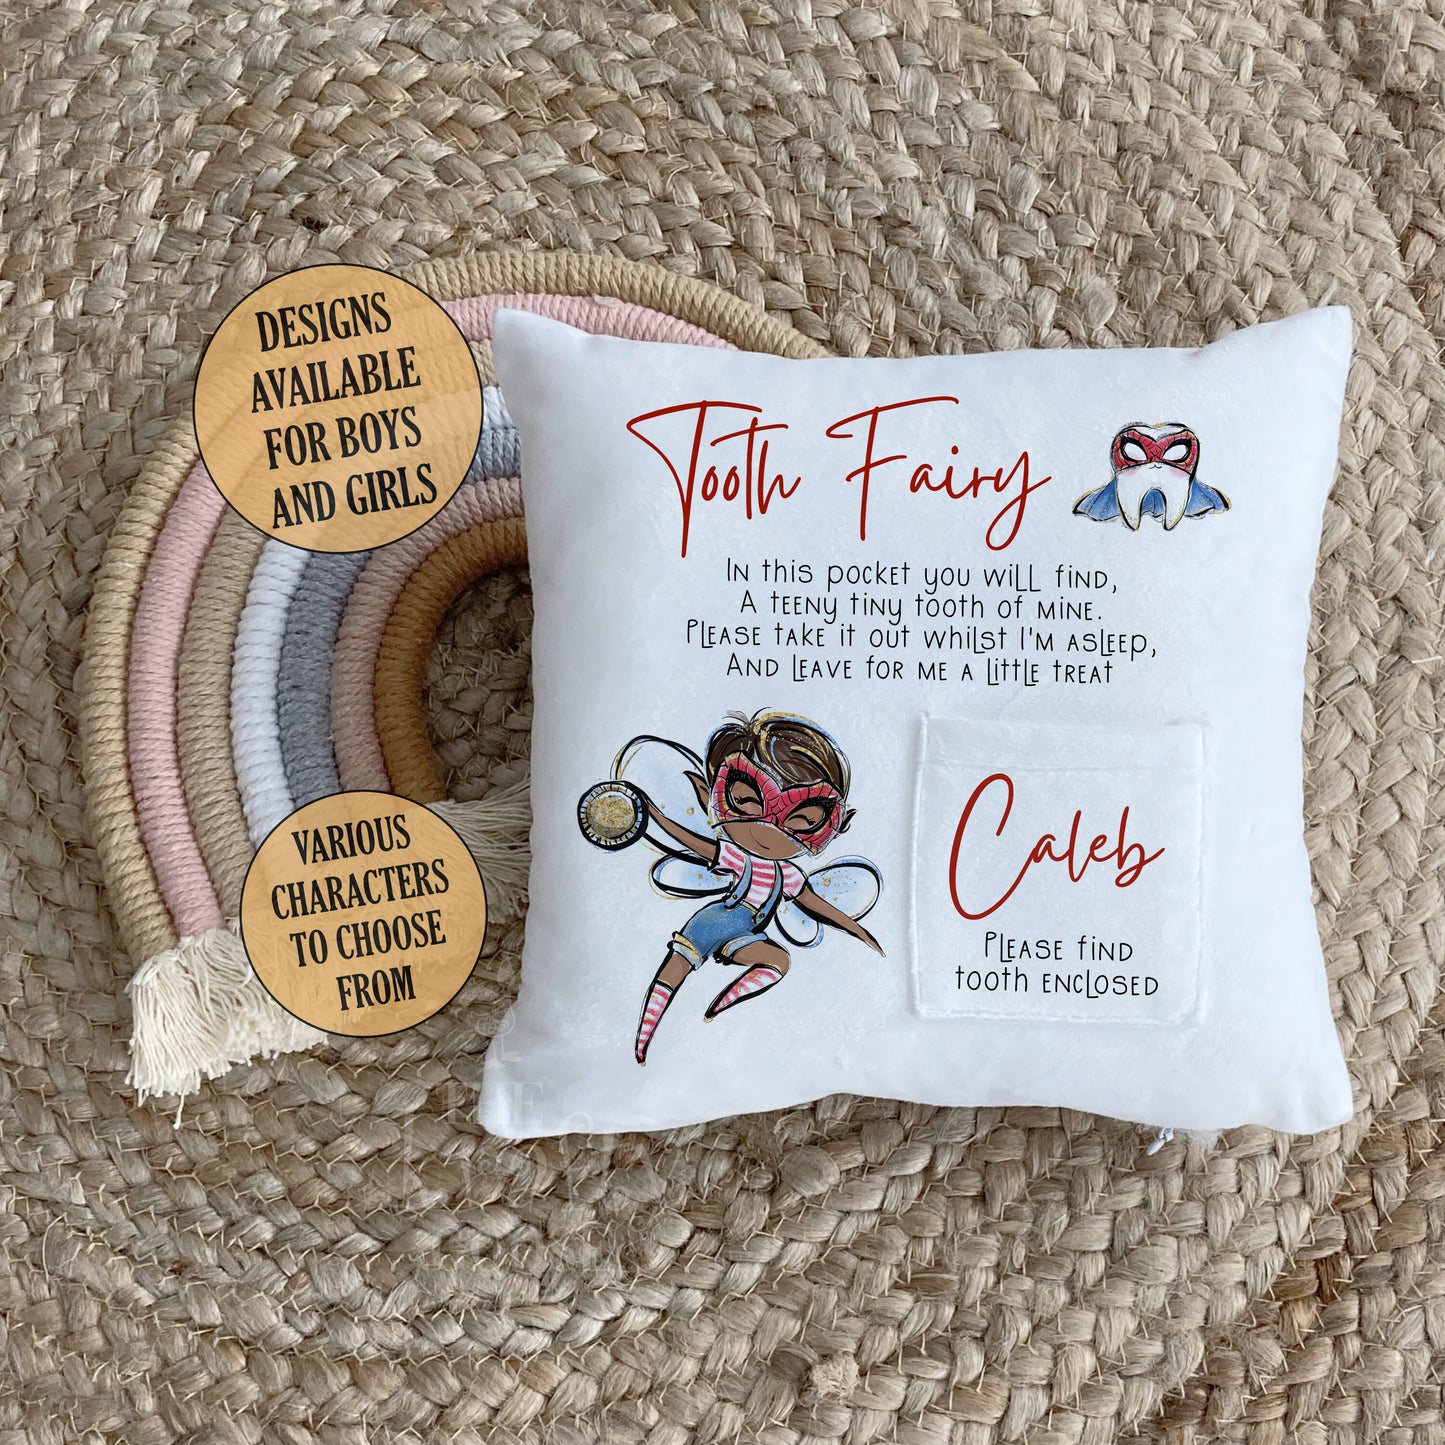 DESIGNS
AVAILABLE
FOR BOYS
AND GIRLS
Tooth Fairy
In this pocket you will find,
A teeny tiny tooth of mine.
Please take it out whilst I'm asleep,
And leave for me a little treat
VARIOUS
CHARACTERS
TO CHOOSE
FROM
Caleb
Please find
tooth enclosed
THE